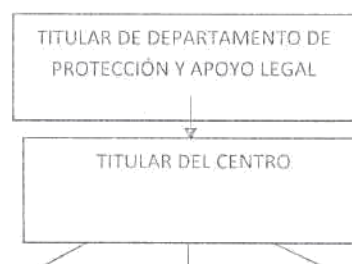 TITULAR DE DEPARTAMENTO DE
PROTECCIÓN Y APOYO LEGAL
TITULAR DEL CENTRO